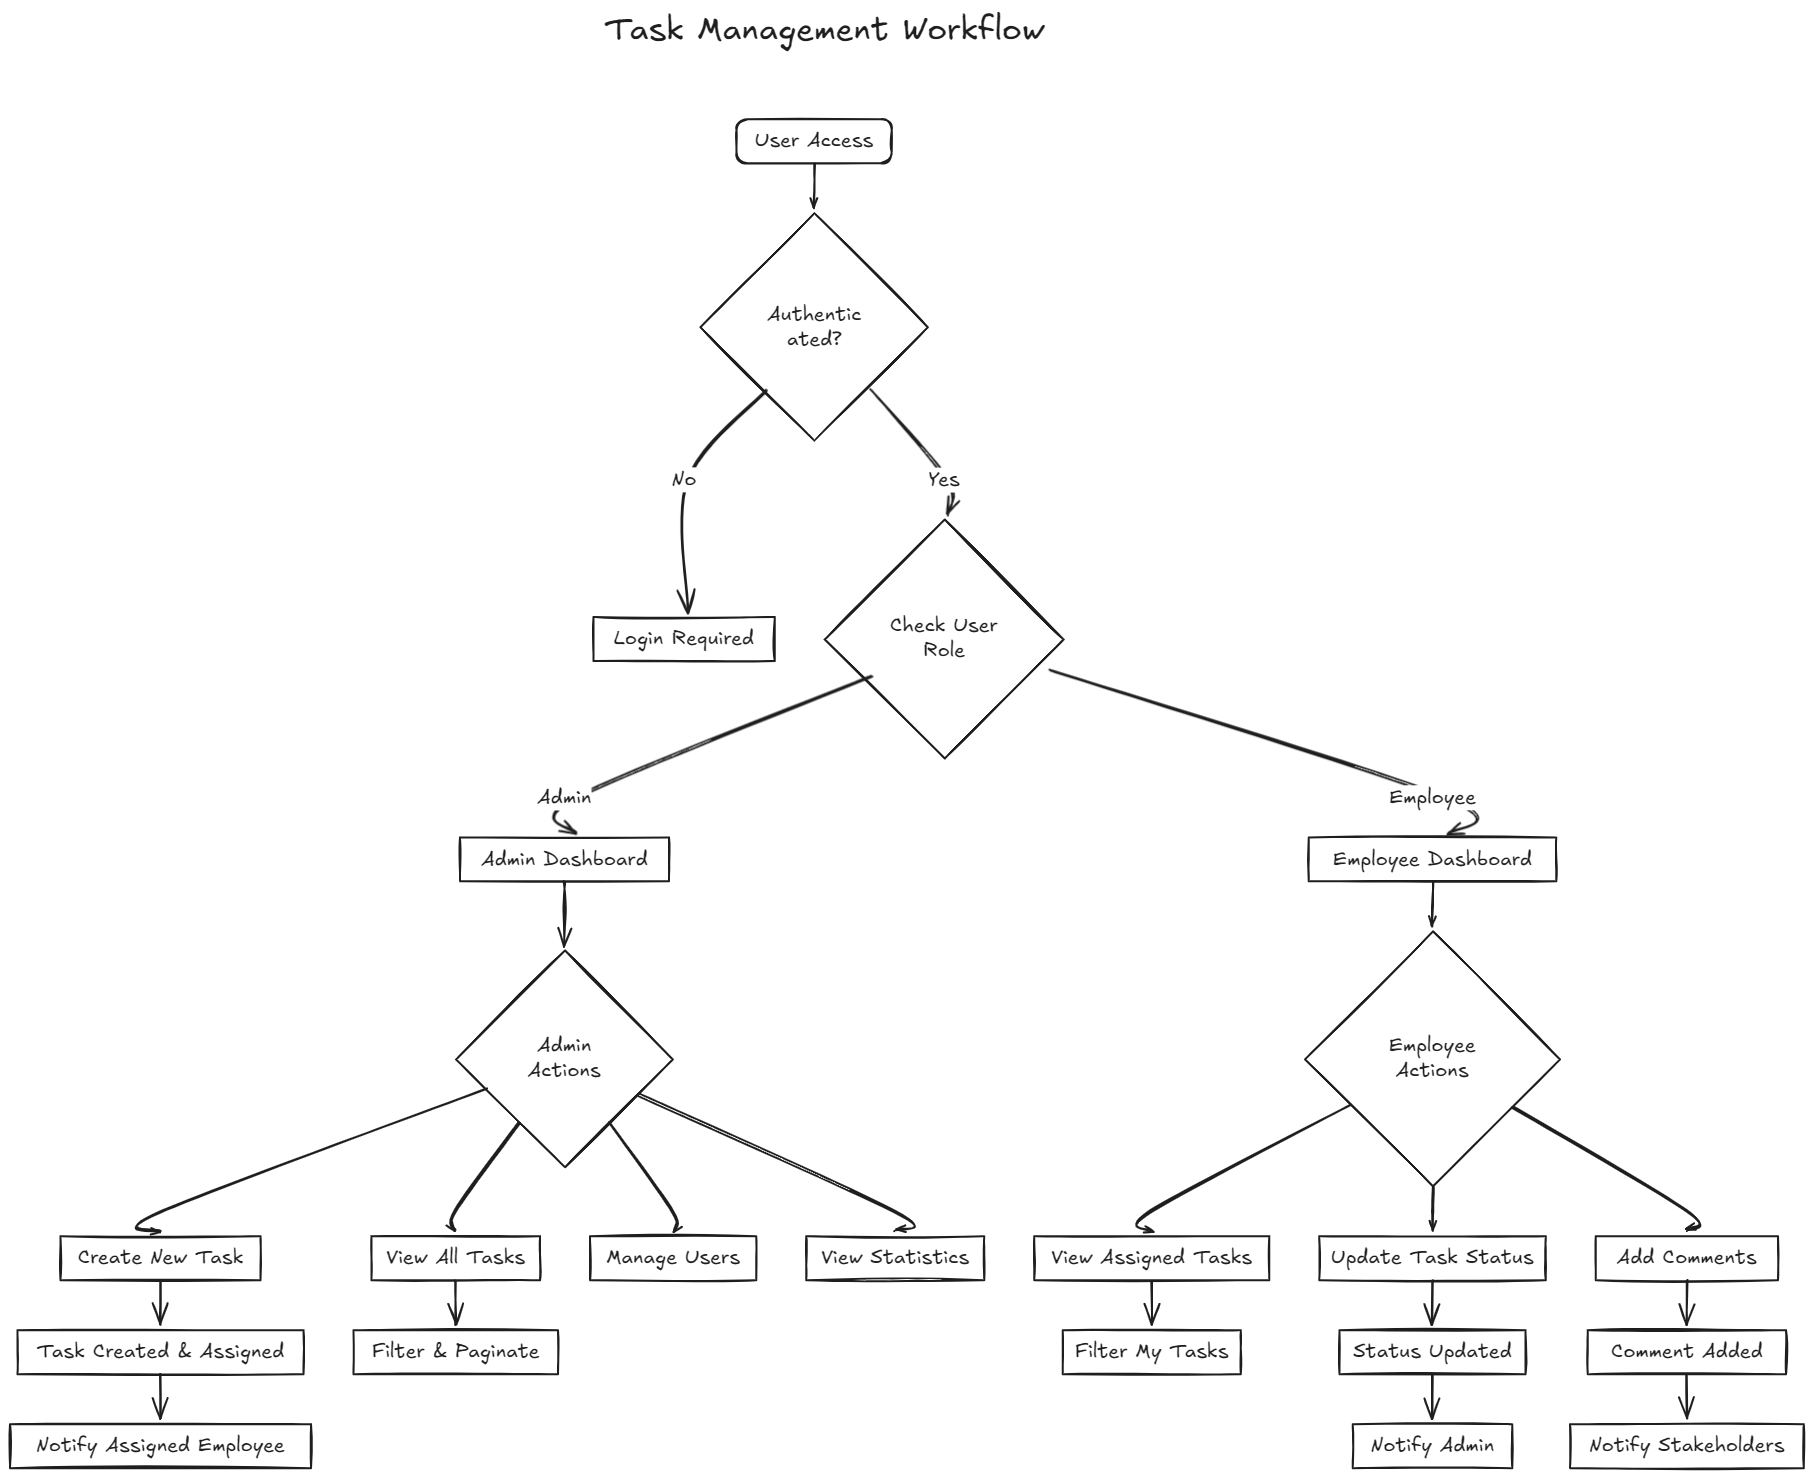 Task Management Workflow
User Access
Authentic
ated?
No
Yes
Login Required
Check User
Role
Admin
Employee
Admin Dashboard
Employee Dashboard
Admin
Actions
Employee
Actions
Create New Task
View All Tasks
Manage Users
View Statistics
View Assigned Tasks
Update Task Status
Add Comments
Task Created & Assigned
Filter & Paginate
Filter My Tasks
Status Updated
Comment Added
Notify Assigned Employee
Notify Admin
Notify Stakeholders